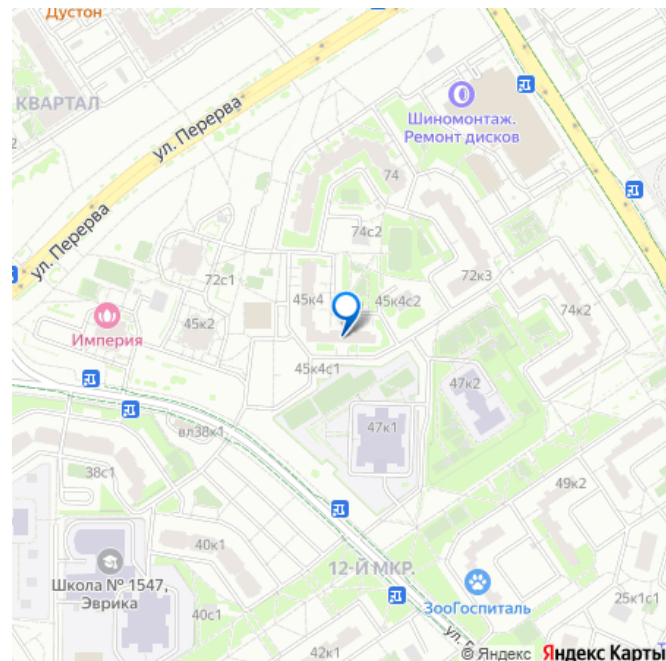 Дустон
КВАРТАЛ
ул. Перерва
Шиномонтаж.
Ремонт дисков
74
ул. Перерва
74с2
72с1
72к3
45к4
45к4с2
74к2
45к2
Империя
45к4с1
47к2
47к1
вл38к1
38с1
49к2
40к1
12-Й МКР.
Школа № 1547,
Эврика
ЗооГоспиталь
25к1с1
40с1
42к1
ул.
© Яндекс Яндекс Карты